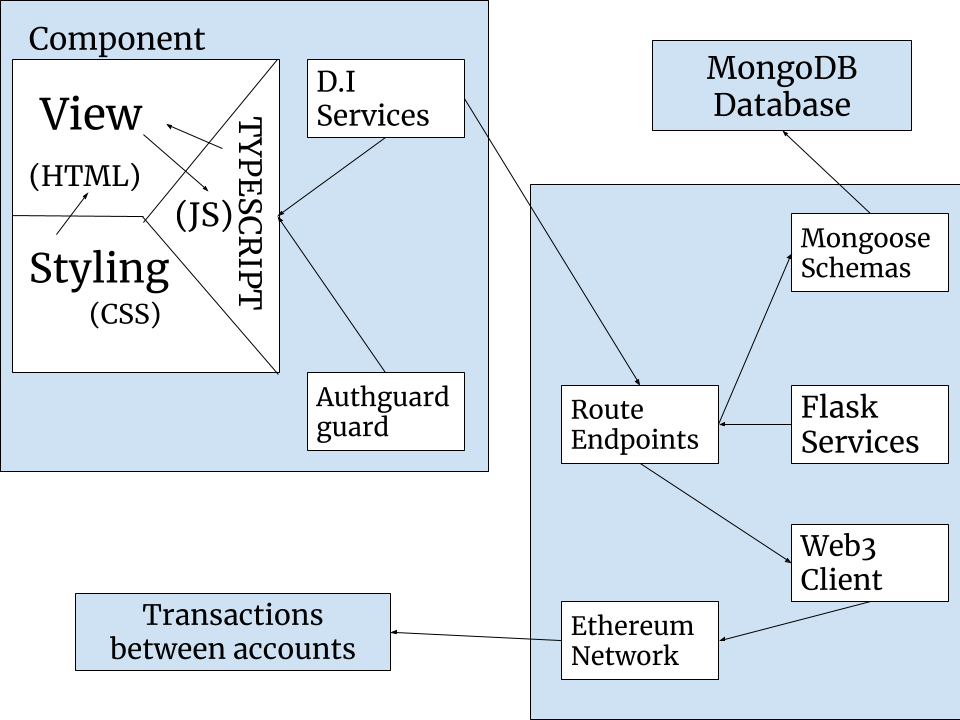 Component
View
(HTML)
Styling
(CSS)
(JS)
TYPESCRIPT
D.I
Services
Authguard
guard
MongoDB
Database
Mongoose
Schemas
Route
Endpoints
Flask
Services
Web3
Client
Ethereum
Network
Transactions
between accounts